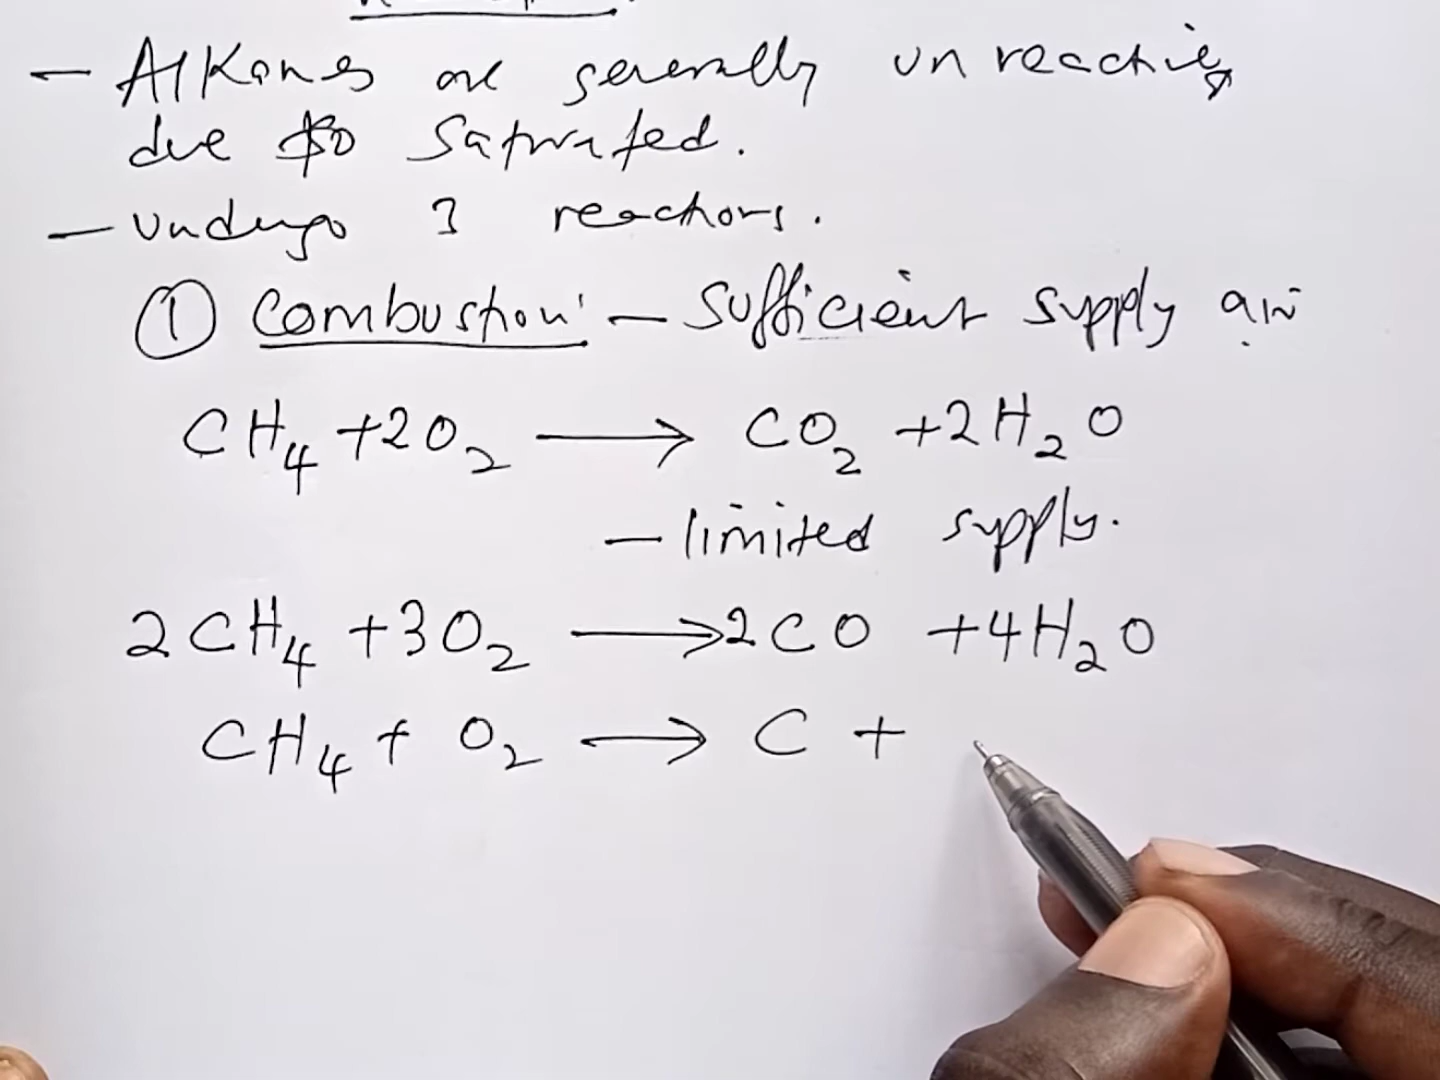 - Alkanes are generally unreactive
due to saturated.
- undergo 3 reactions.
① Combustion - sufficient supply air
CH₄ +2O₂ → CO₂ +2H₂O
- limited supply.
2CH₄ +3O₂ → 2CO +4H₂O
CH₄ + O₂ → C +